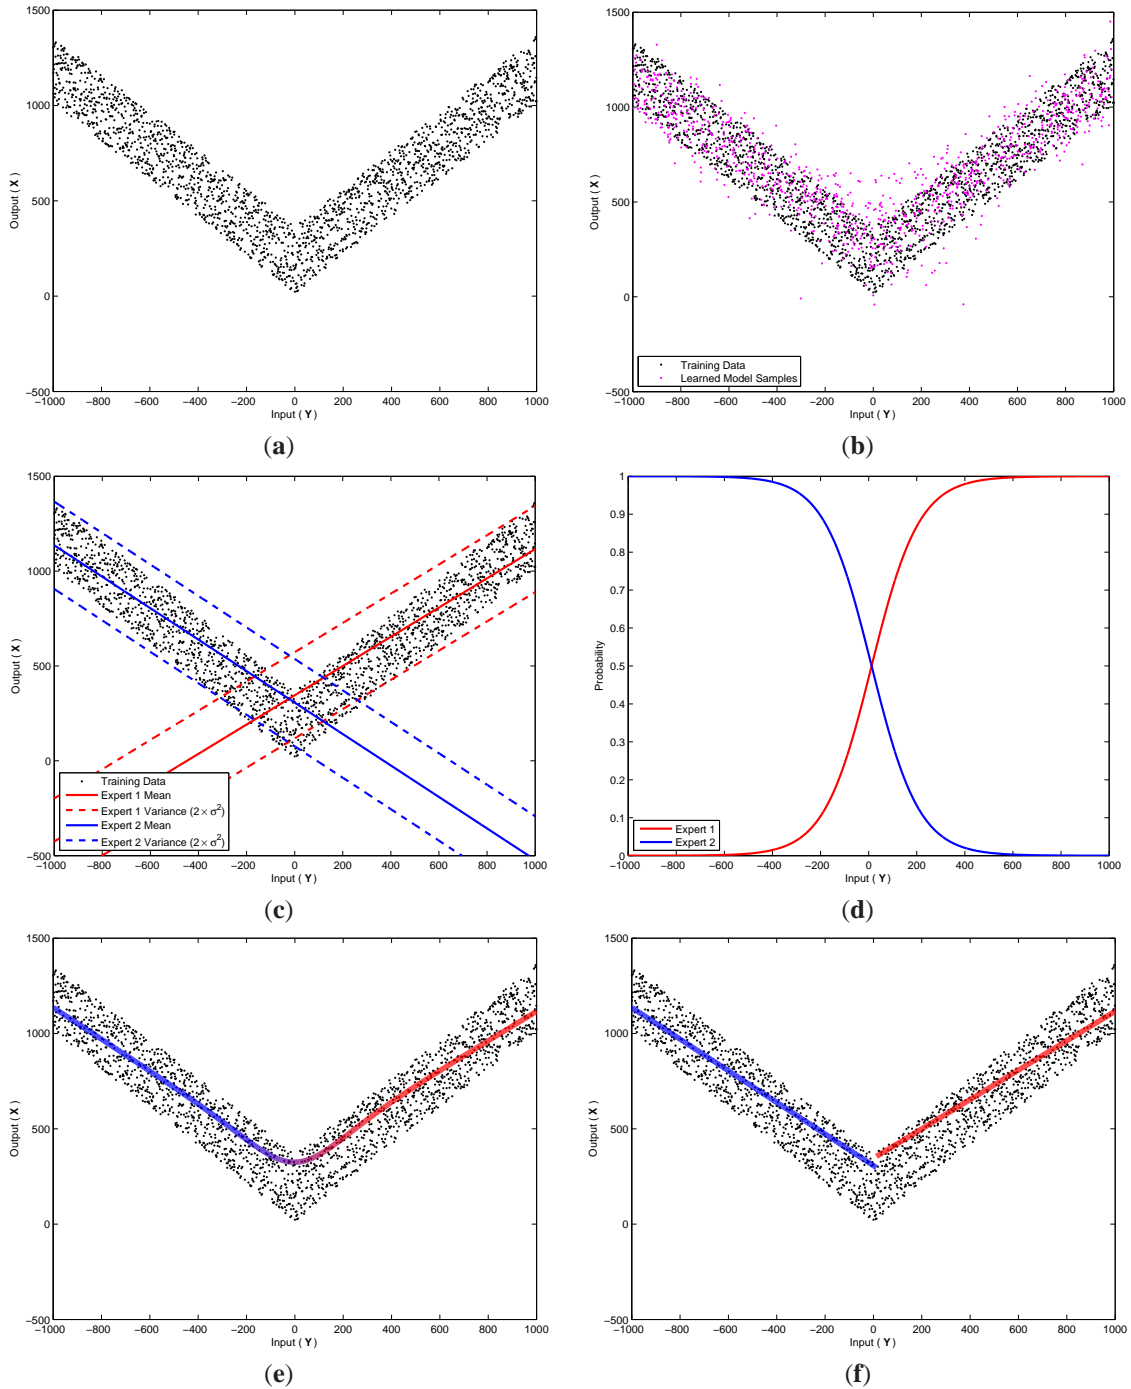 1500
1000
500
0
−500
−1000 −800 −600 −400 −200 0 200 400 600 800 1000
Output ( X )
Input ( Y )
(a)
1500
1000
500
0
−500
−1000 −800 −600 −400 −200 0 200 400 600 800 1000
Output ( X )
Input ( Y )
Training Data
Learned Model Samples
(b)
1500
1000
500
0
−500
−1000 −800 −600 −400 −200 0 200 400 600 800 1000
Output ( X )
Input ( Y )
Training Data
Expert 1 Mean
Expert 1 Variance (2×σ²)
Expert 2 Mean
Expert 2 Variance (2×σ²)
(c)
1
0.9
0.8
0.7
0.6
0.5
0.4
0.3
0.2
0.1
0
−1000 −800 −600 −400 −200 0 200 400 600 800 1000
Probability
Input ( Y )
Expert 1
Expert 2
(d)
1500
1000
500
0
−500
−1000 −800 −600 −400 −200 0 200 400 600 800 1000
Output ( X )
Input ( Y )
(e)
1500
1000
500
0
−500
−1000 −800 −600 −400 −200 0 200 400 600 800 1000
Output ( X )
Input ( Y )
(f)